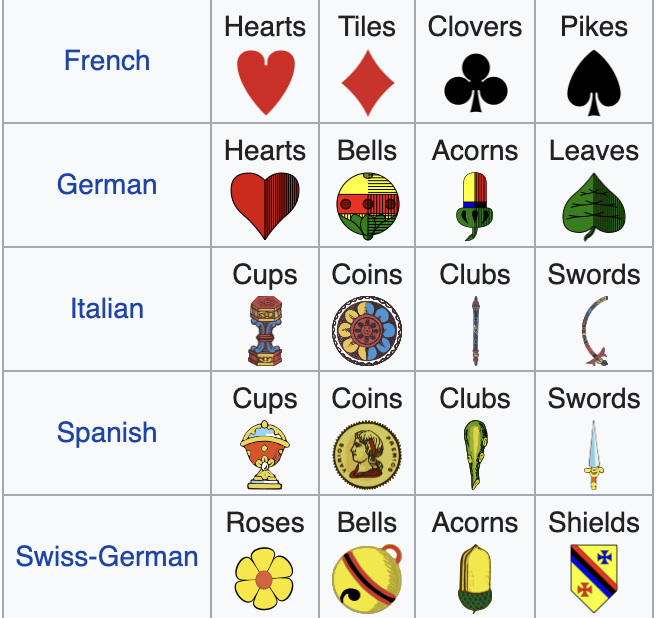 Hearts Tiles Clovers Pikes
French
Hearts Bells Acorns Leaves
German
Cups Coins Clubs Swords
Italian
Cups Coins Clubs Swords
Spanish
Roses Bells Acorns Shields
Swiss-German